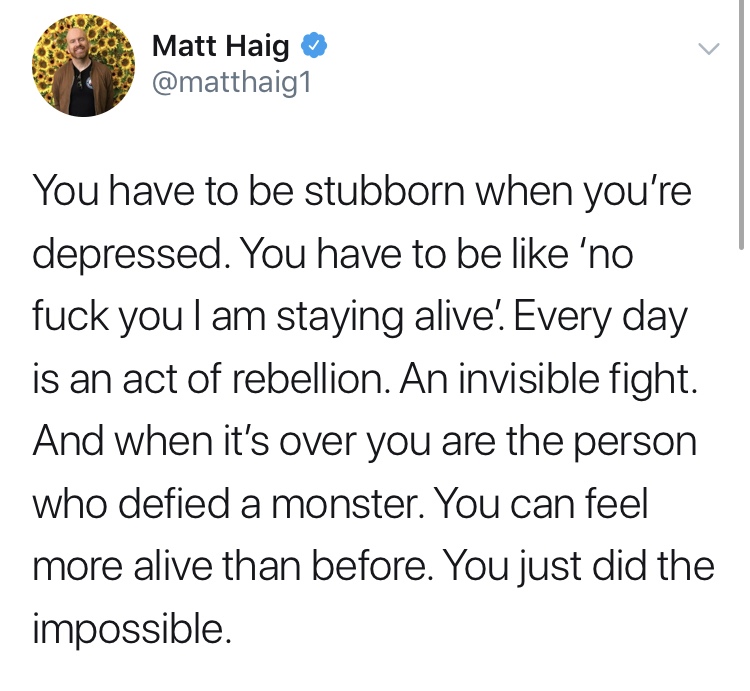 Matt Haig
@matthaig1
You have to be stubborn when you're
depressed. You have to be like 'no
fuck you I am staying alive'. Every day
is an act of rebellion. An invisible fight.
And when it's over you are the person
who defied a monster. You can feel
more alive than before. You just did the
impossible.